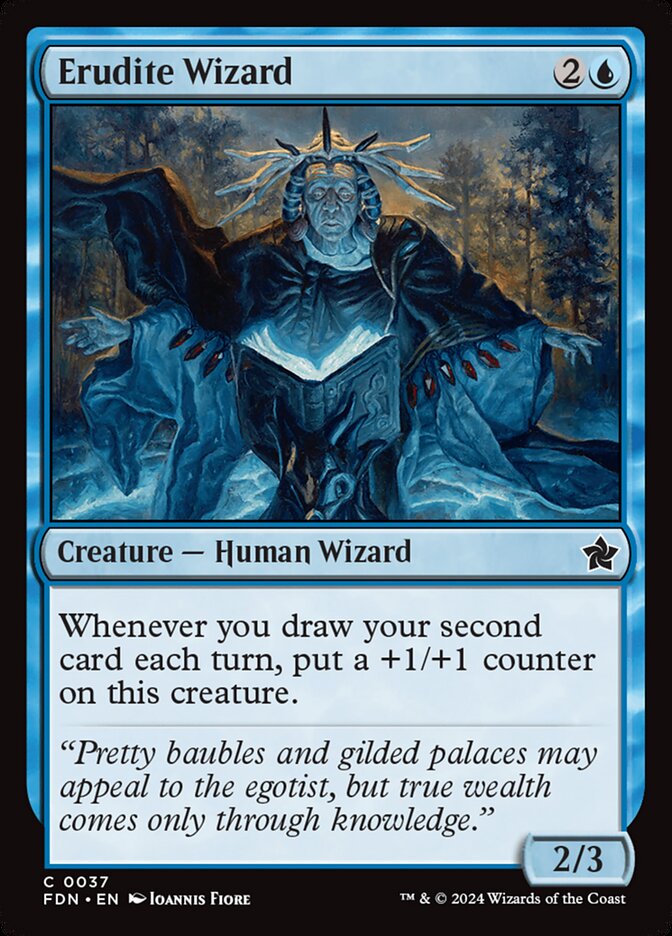 Erudite Wizard 2
Creature — Human Wizard
Whenever you draw your second
card each turn, put a +1/+1 counter
on this creature.
“Pretty baubles and gilded palaces may
appeal to the egotist, but true wealth
comes only through knowledge.”
2/3
C 0037
FDN • EN Ioannis Fiore
™ & © 2024 Wizards of the Coast